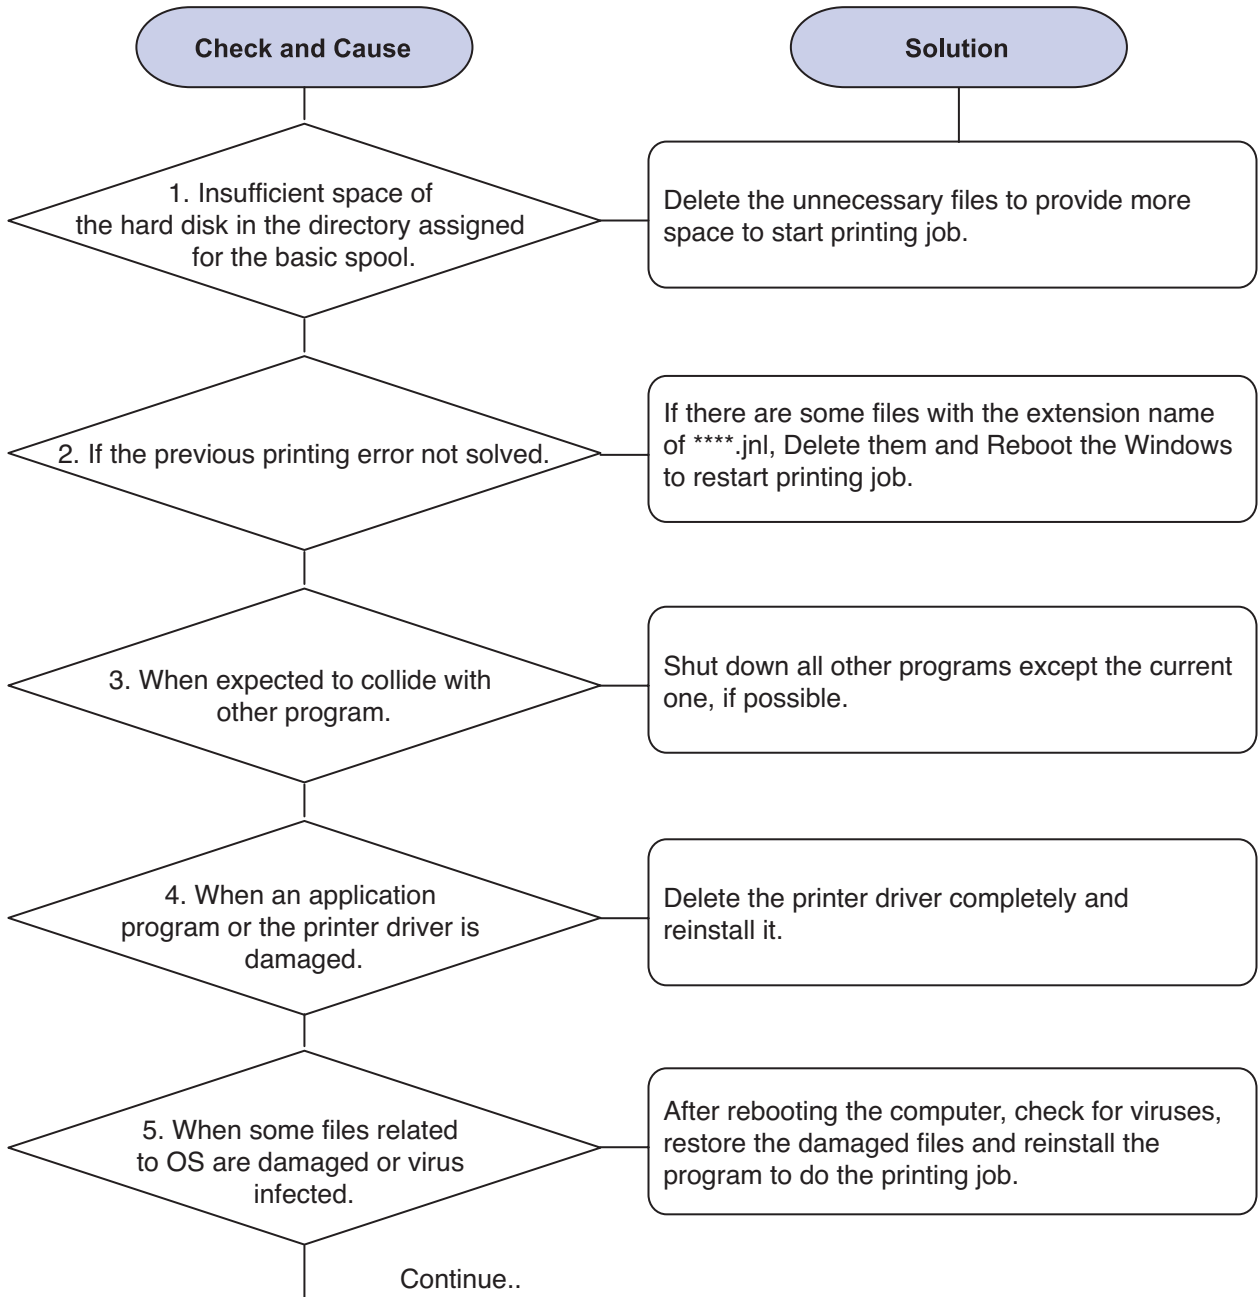 Check and Cause
Solution
1. Insufficient space of
the hard disk in the directory assigned
for the basic spool.
Delete the unnecessary files to provide more
space to start printing job.
2. If the previous printing error not solved.
If there are some files with the extension name
of ****.jnl, Delete them and Reboot the Windows
to restart printing job.
3. When expected to collide with
other program.
Shut down all other programs except the current
one, if possible.
4. When an application
program or the printer driver is
damaged.
Delete the printer driver completely and
reinstall it.
5. When some files related
to OS are damaged or virus
infected.
After rebooting the computer, check for viruses,
restore the damaged files and reinstall the
program to do the printing job.
Continue..